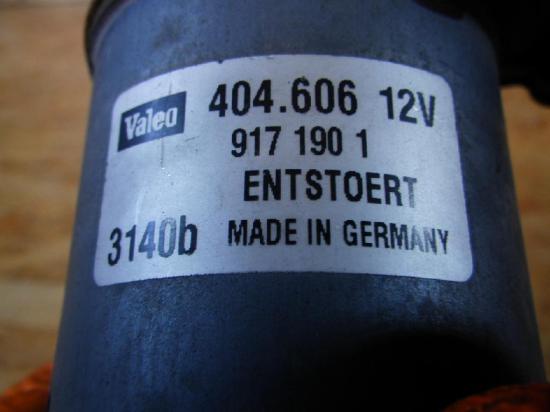 Valeo 404.606 12V
917 190 1
ENTSTOERT
3140b MADE IN GERMANY